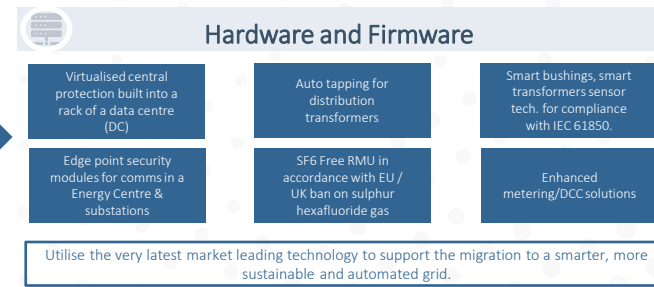 Hardware and Firmware
Virtualised central
protection built into a
rack of a data centre
(DC)
Auto tapping for
distribution
transformers
Smart bushings, smart
transformers sensor
tech. for compliance
with IEC 61850.
Edge point security
modules for comms in a
Energy Centre &
substations
SF6 Free RMU in
accordance with EU /
UK ban on sulphur
hexafluoride gas
Enhanced
metering/DCC solutions
Utilise the very latest market leading technology to support the migration to a smarter, more
sustainable and automated grid.